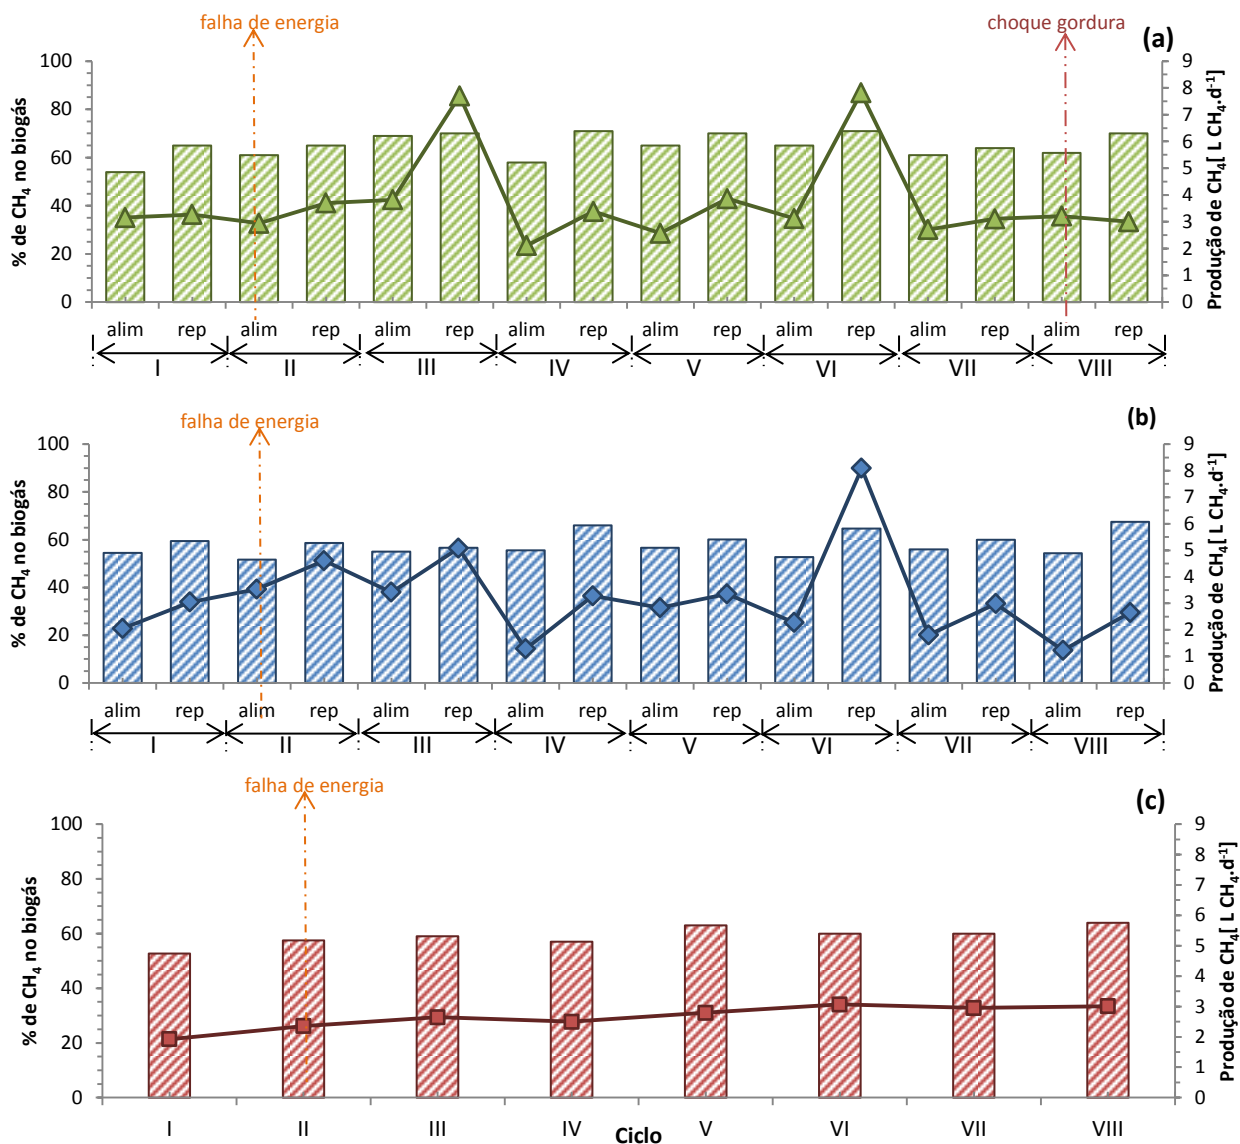 falha de energia
choque gordura
(a)
% de CH₄ no biogás
100
80
60
40
20
0
Produção de CH₄[ L CH₄.d⁻¹]
9
8
7
6
5
4
3
2
1
0
alim rep alim rep alim rep alim rep alim rep alim rep alim rep alim rep
I II III IV V VI VII VIII
falha de energia
(b)
% de CH₄ no biogás
100
80
60
40
20
0
Produção de CH₄[ L CH₄.d⁻¹]
9
8
7
6
5
4
3
2
1
0
alim rep alim rep alim rep alim rep alim rep alim rep alim rep alim rep
I II III IV V VI VII VIII
falha de energia
(c)
% de CH₄ no biogás
100
80
60
40
20
0
Produção de CH₄[ L CH₄.d⁻¹]
9
8
7
6
5
4
3
2
1
0
I II III IV V VI VII VIII
Ciclo